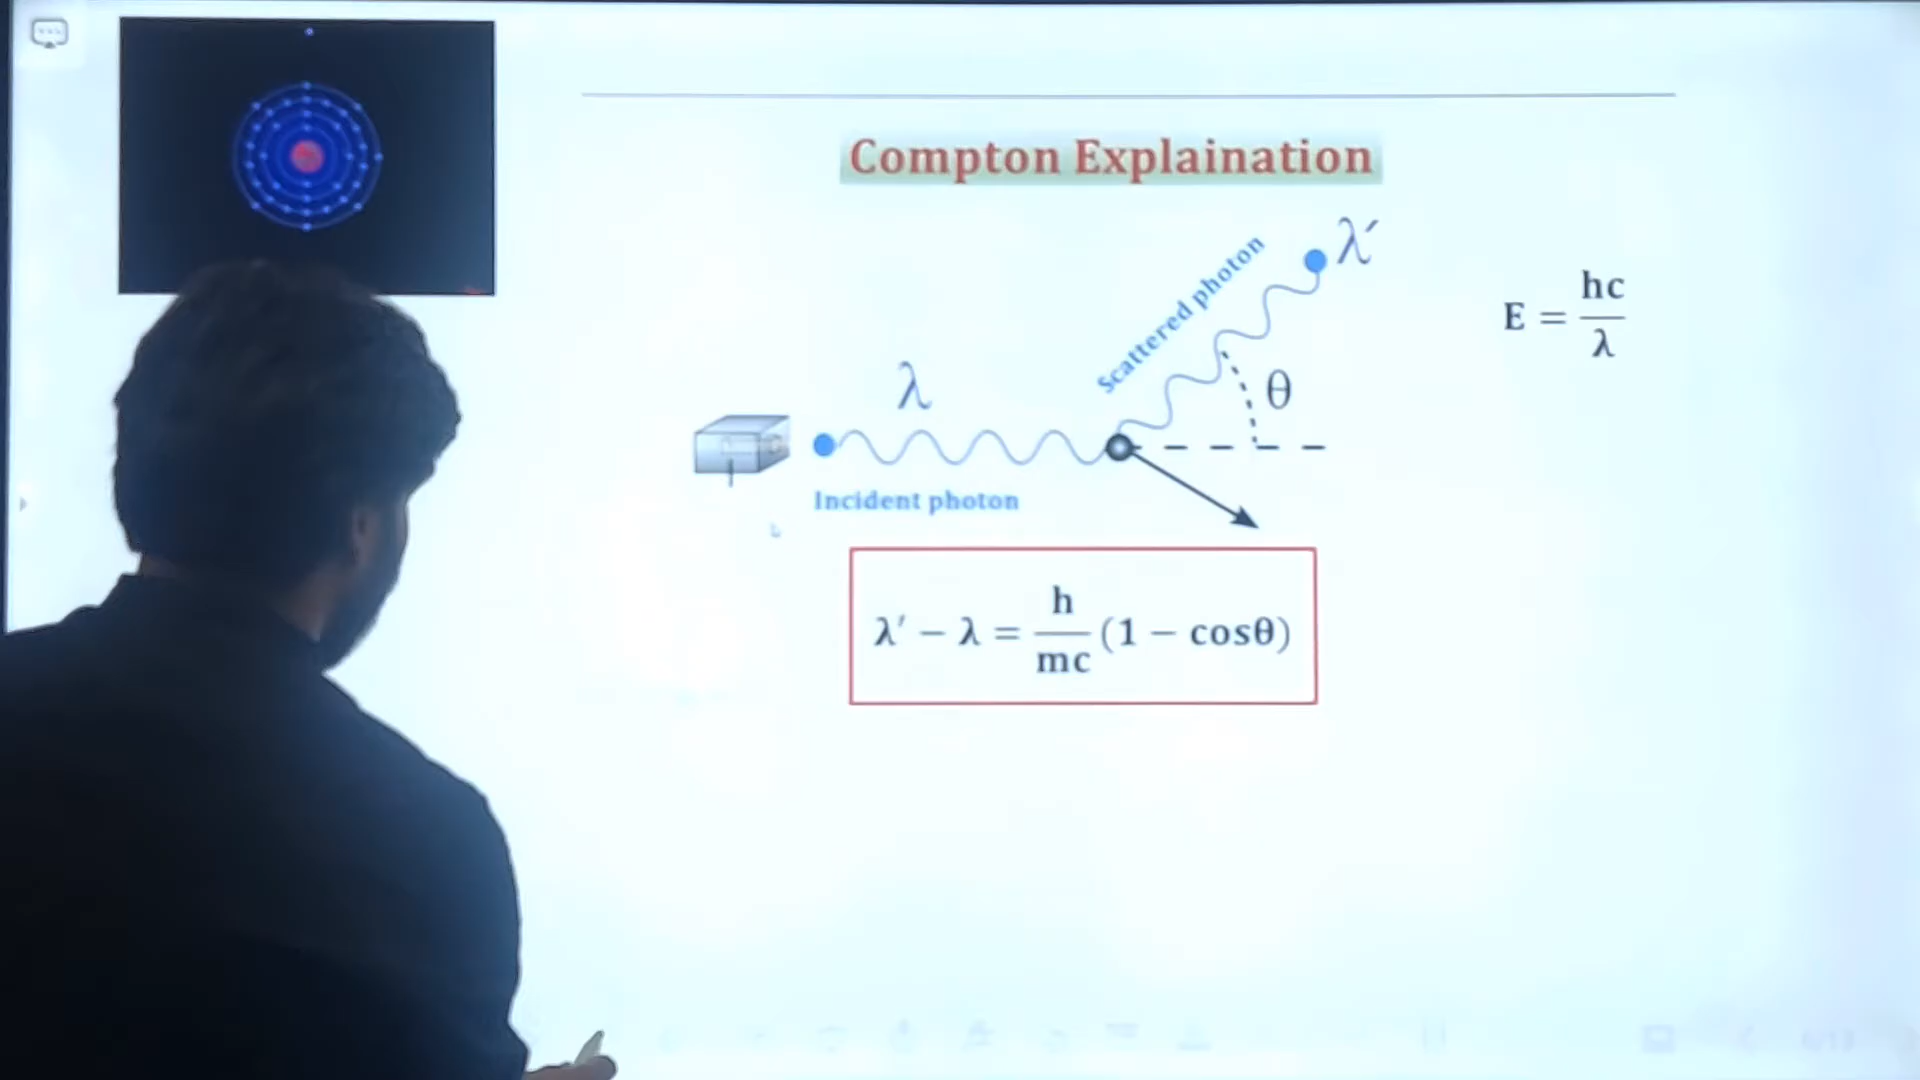 Compton Explaination
λ′
Scattered photon
E = hc/λ
λ
θ
Incident photon
λ′ − λ = h/mc (1 − cosθ)